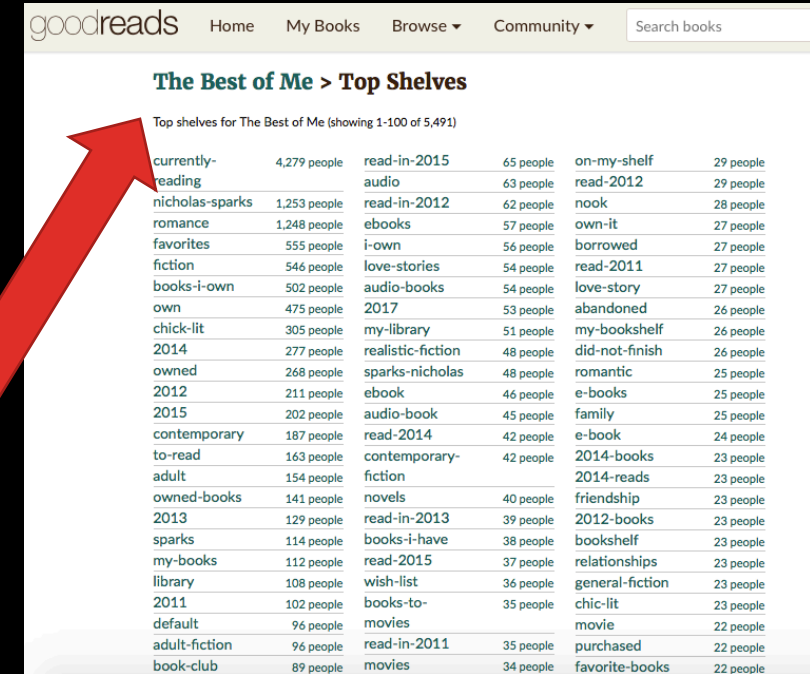 goodreads Home My Books Browse ▾ Community ▾ Search books
The Best of Me > Top Shelves
Top shelves for The Best of Me (showing 1-100 of 5,491)
currently-
reading 4,279 people
nicholas-sparks 1,253 people
romance 1,248 people
favorites 555 people
fiction 546 people
books-i-own 502 people
own 475 people
chick-lit 305 people
2014 277 people
owned 268 people
2012 211 people
2015 202 people
contemporary 187 people
to-read 163 people
adult 154 people
owned-books 141 people
2013 129 people
sparks 114 people
my-books 112 people
library 108 people
2011 102 people
default 96 people
adult-fiction 96 people
book-club 89 people
read-in-2015 65 people
audio 63 people
read-in-2012 62 people
ebooks 57 people
i-own 56 people
love-stories 54 people
audio-books 54 people
2017 53 people
my-library 51 people
realistic-fiction 48 people
sparks-nicholas 48 people
ebook 46 people
audio-book 45 people
read-2014 42 people
contemporary- 42 people
fiction
novels 40 people
read-in-2013 39 people
books-i-have 38 people
read-2015 37 people
wish-list 36 people
books-to- 35 people
movies
read-in-2011 35 people
movies 34 people
on-my-shelf 29 people
read-2012 29 people
nook 28 people
own-it 27 people
borrowed 27 people
read-2011 27 people
love-story 27 people
abandoned 26 people
my-bookshelf 26 people
did-not-finish 26 people
romantic 25 people
e-books 25 people
family 25 people
e-book 24 people
2014-books 23 people
2014-reads 23 people
friendship 23 people
2012-books 23 people
bookshelf 23 people
relationships 23 people
general-fiction 23 people
chic-lit 23 people
movie 22 people
purchased 22 people
favorite-books 22 people